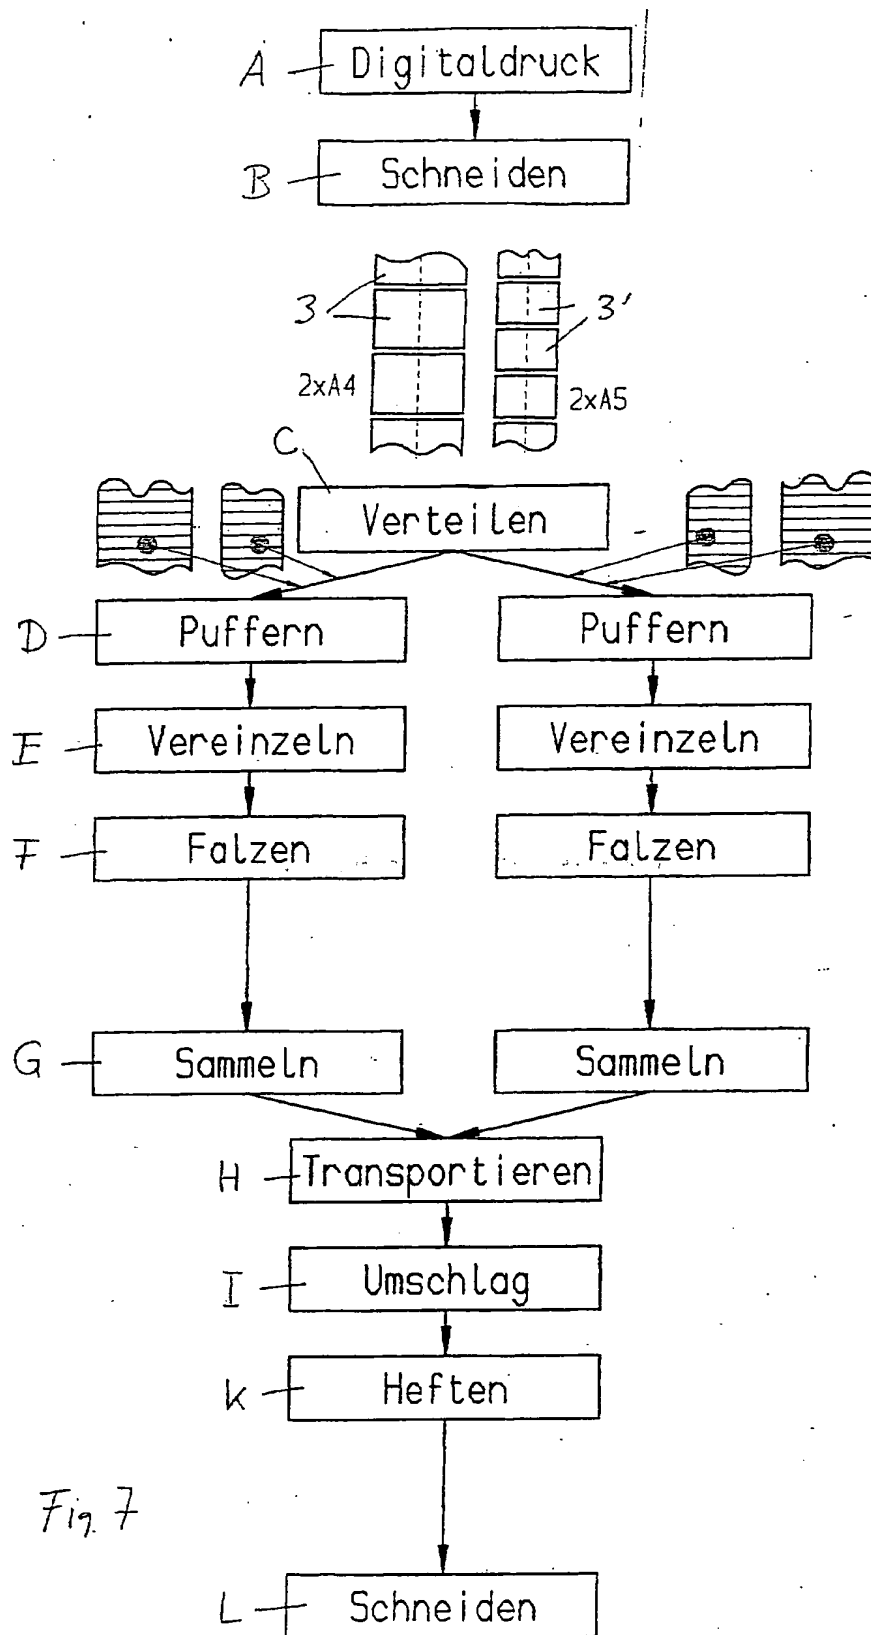 A Digitaldruck
B Schneiden
3 3'
2xA4 2xA5
C
Verteilen
D Puffern Puffern
E Vereinzeln Vereinzeln
F Falzen Falzen
G Sammeln Sammeln
H Transportieren
I Umschlag
K Heften
Fig. 7
L Schneiden